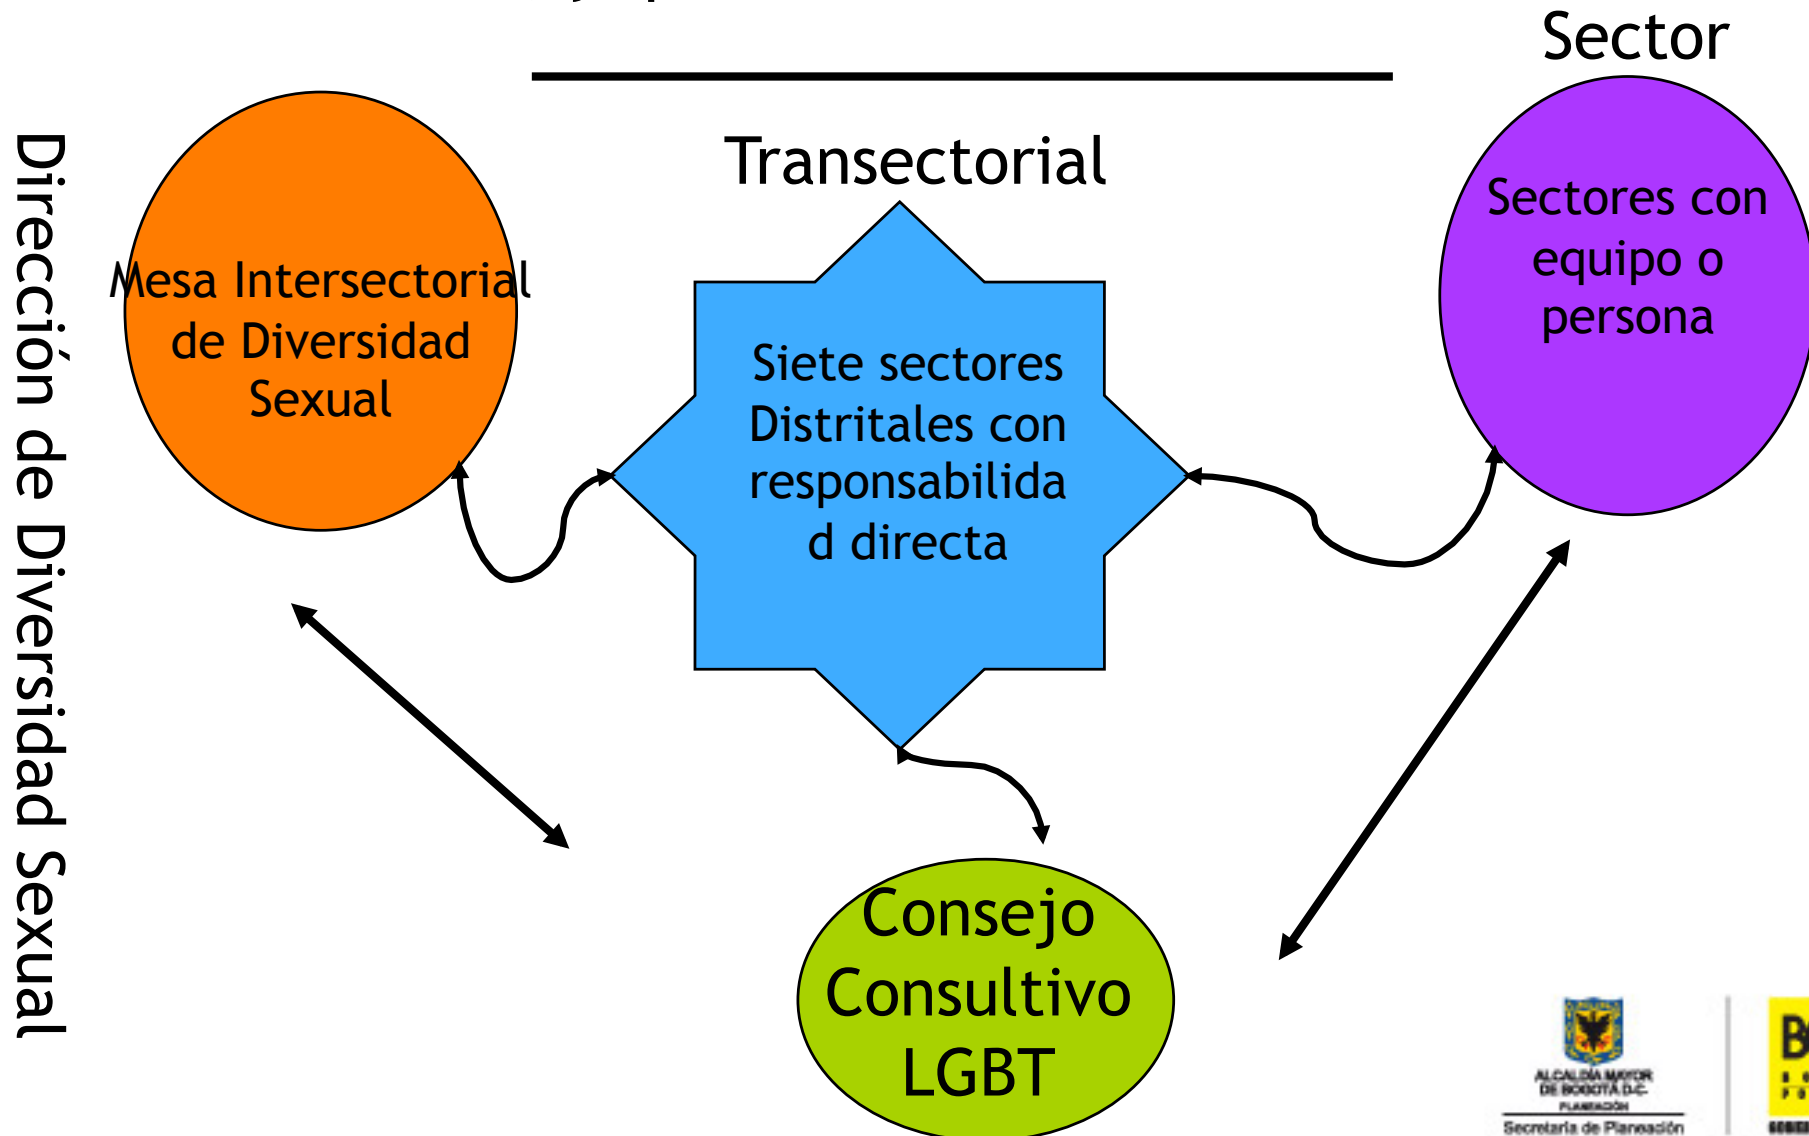 Sector
Transectorial
Dirección de Diversidad Sexual
Mesa Intersectorial
de Diversidad
Sexual
Siete sectores
Distritales con
responsabilida
d directa
Sectores con
equipo o
persona
Consejo
Consultivo
LGBT
ALCALDÍA MAYOR
DE BOGOTÁ D.C.
PLANEACIÓN
Secretaría de Planeación